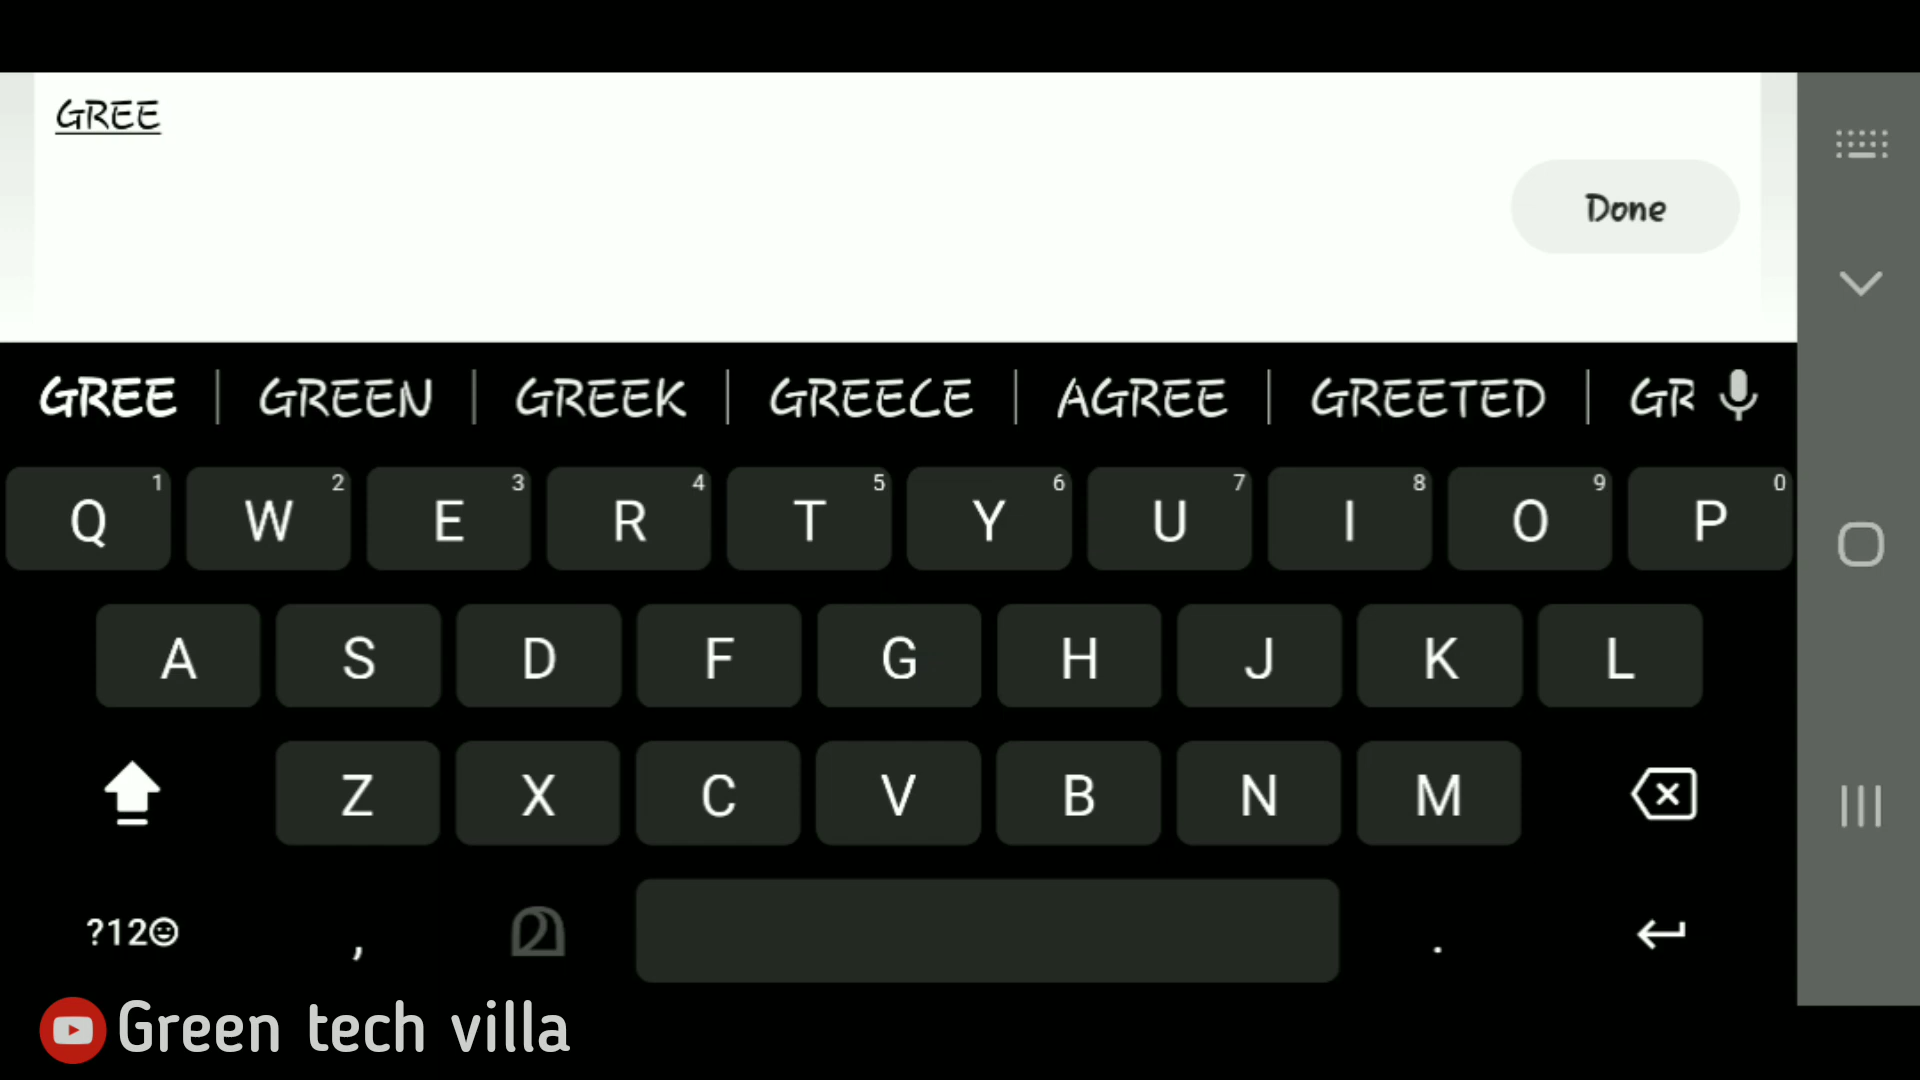 GREE
Done
GREE GREEN GREEK GREECE AGREE GREETED GR
Q 1 W 2 E 3 R 4 T 5 Y 6 U 7 I 8 O 9 P 0
A S D F G H J K L
Z X C V B N M
?12☺ , മ .
Green tech villa